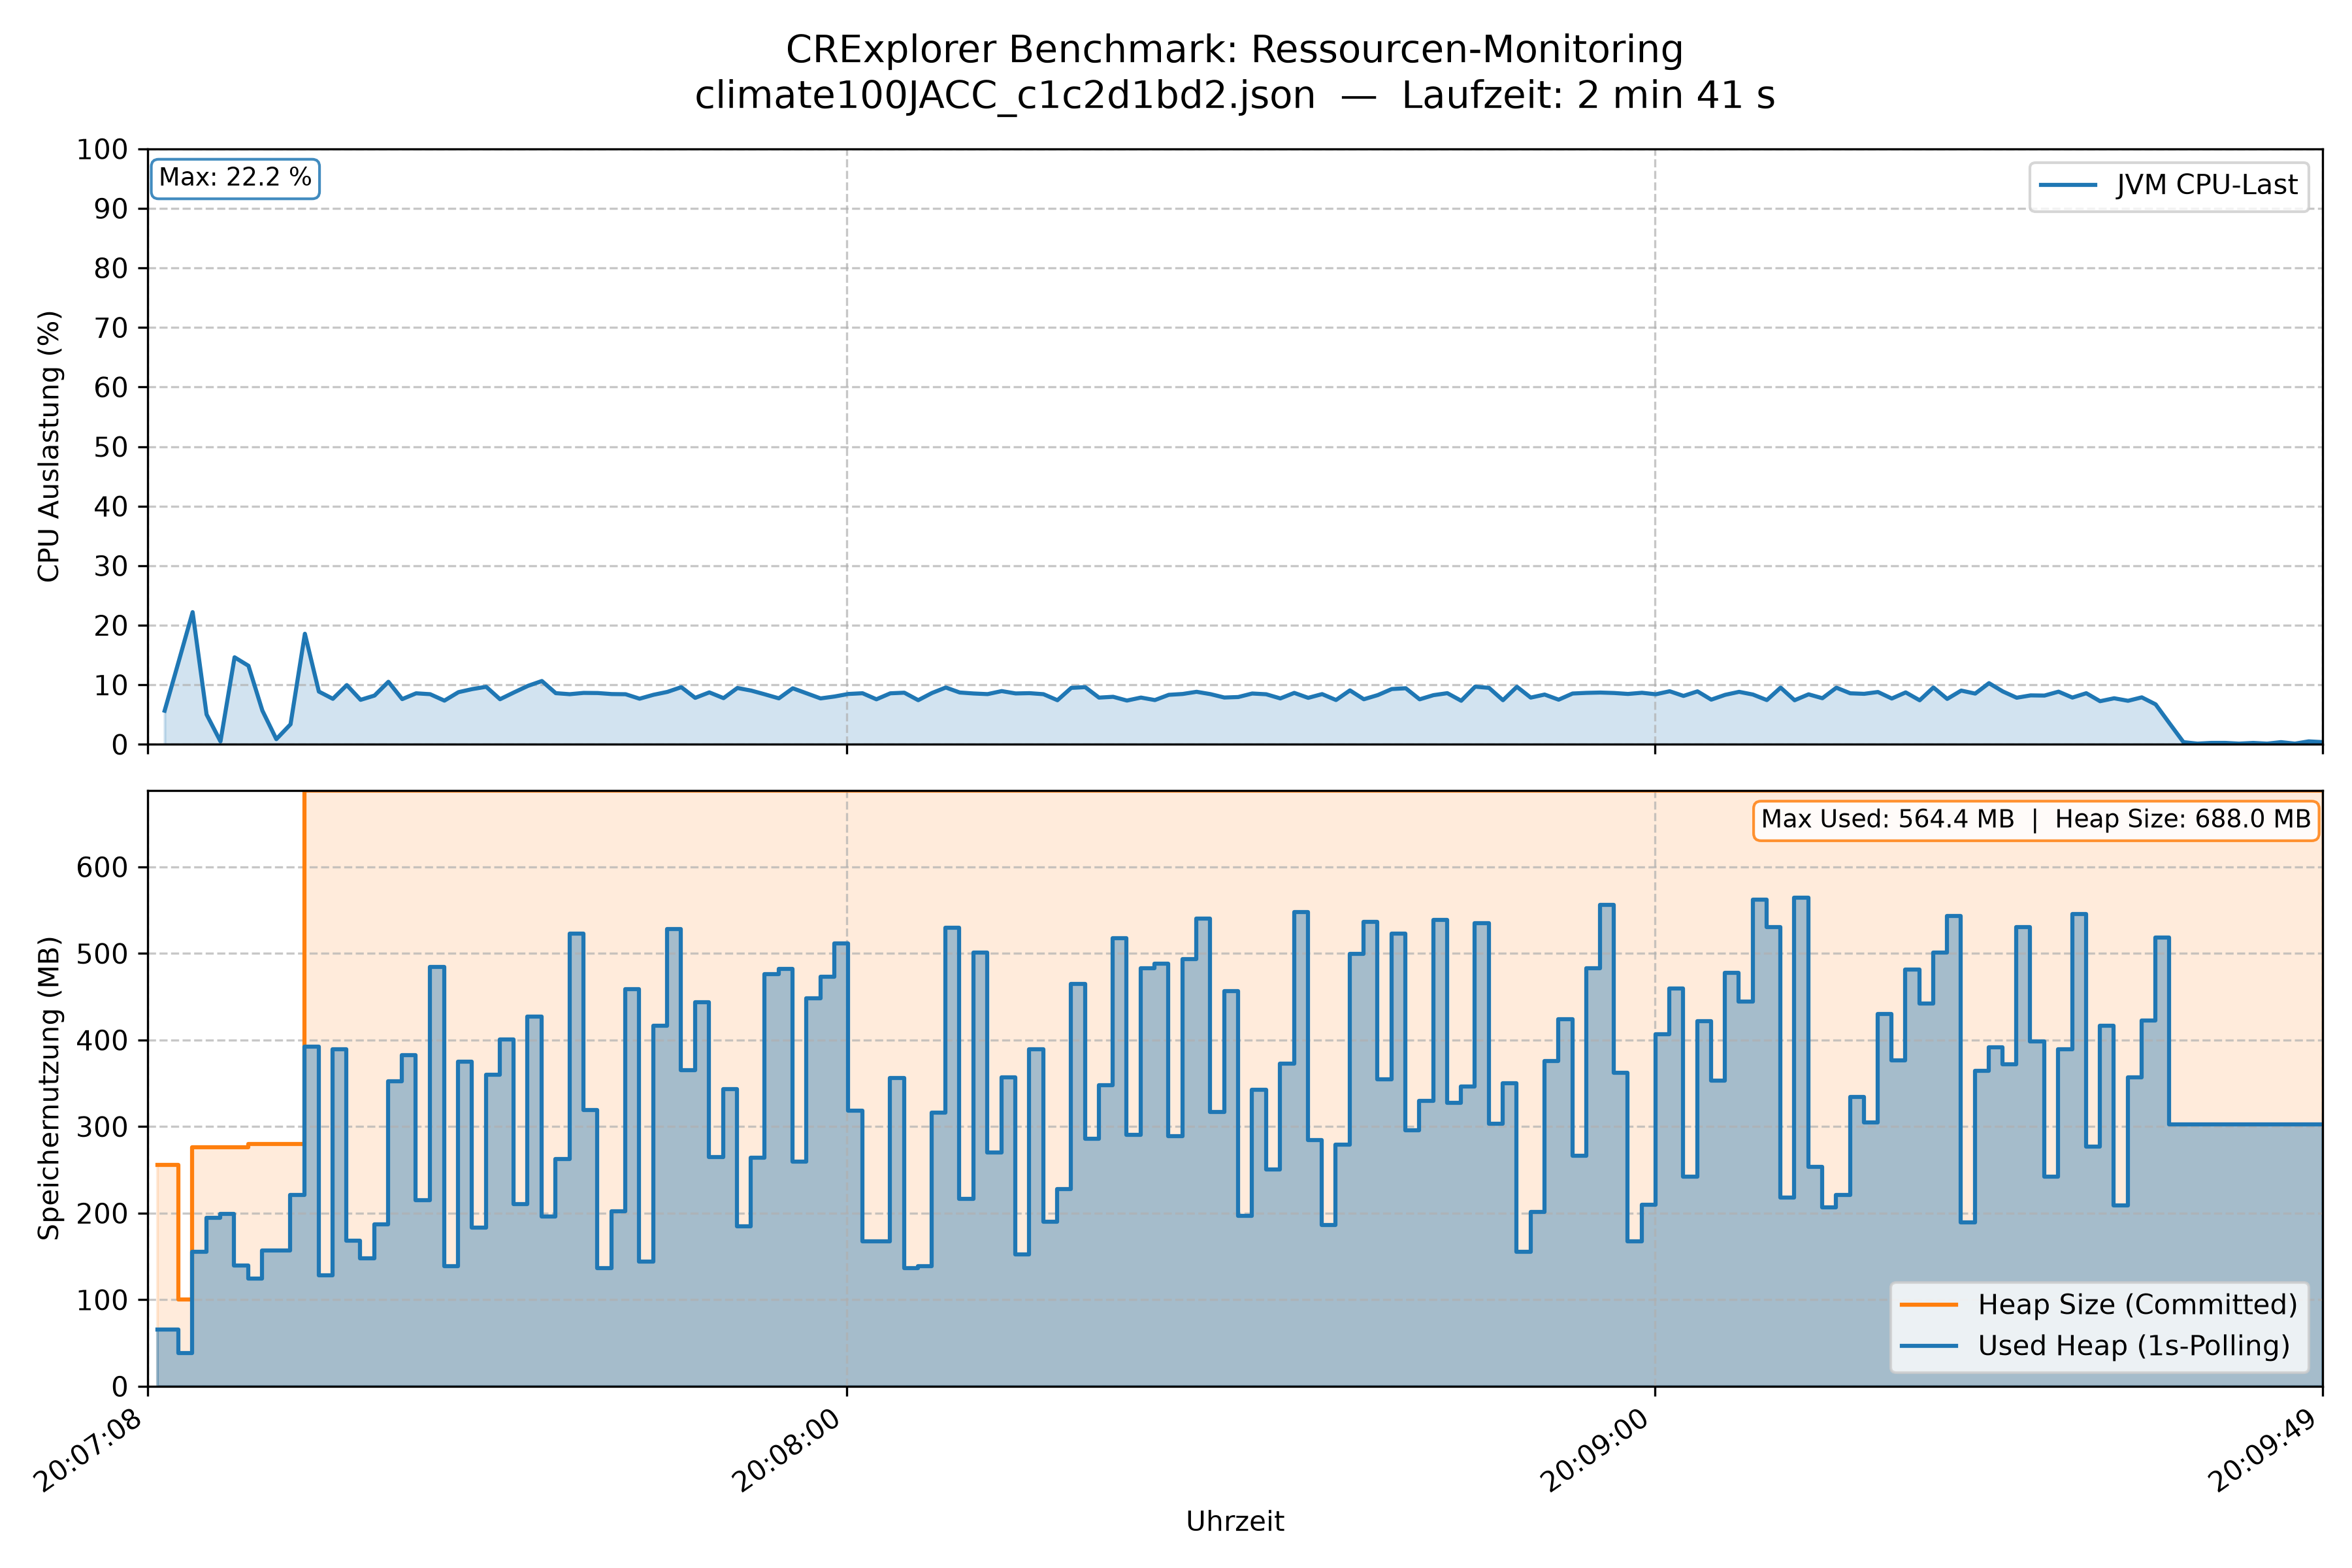 CRExplorer Benchmark: Ressourcen-Monitoring
climate100JACC_c1c2d1bd2.json — Laufzeit: 2 min 41 s
CPU Auslastung (%)
100
90
80
70
60
50
40
30
20
10
0
Max: 22.2 %
JVM CPU-Last
Speichernutzung (MB)
600
500
400
300
200
100
0
Max Used: 564.4 MB | Heap Size: 688.0 MB
Heap Size (Committed)
Used Heap (1s-Polling)
20:07:08
20:08:00
20:09:00
20:09:49
Uhrzeit